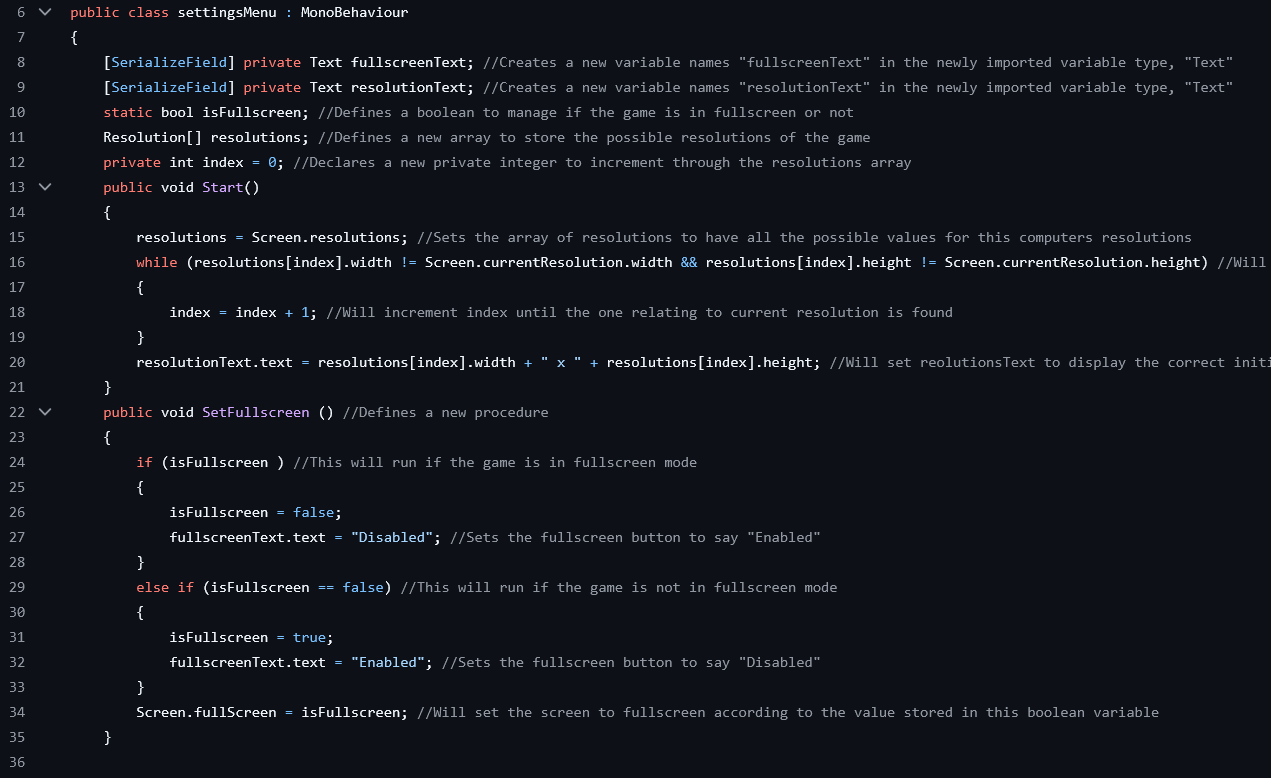 6 public class settingsMenu : MonoBehaviour
7 {
8 [SerializeField] private Text fullscreenText; //Creates a new variable names "fullscreenText" in the newly imported variable type, "Text"
9 [SerializeField] private Text resolutionText; //Creates a new variable names "resolutionText" in the newly imported variable type, "Text"
10 static bool isFullscreen; //Defines a boolean to manage if the game is in fullscreen or not
11 Resolution[] resolutions; //Defines a new array to store the possible resolutions of the game
12 private int index = 0; //Declares a new private integer to increment through the resolutions array
13 public void Start()
14 {
15 resolutions = Screen.resolutions; //Sets the array of resolutions to have all the possible values for this computers resolutions
16 while (resolutions[index].width != Screen.currentResolution.width && resolutions[index].height != Screen.currentResolution.height) //Will
17 {
18 index = index + 1; //Will increment index until the one relating to current resolution is found
19 }
20 resolutionText.text = resolutions[index].width + " x " + resolutions[index].height; //Will set reolutionsText to display the correct initi
21 }
22 public void SetFullscreen () //Defines a new procedure
23 {
24 if (isFullscreen ) //This will run if the game is in fullscreen mode
25 {
26 isFullscreen = false;
27 fullscreenText.text = "Disabled"; //Sets the fullscreen button to say "Enabled"
28 }
29 else if (isFullscreen == false) //This will run if the game is not in fullscreen mode
30 {
31 isFullscreen = true;
32 fullscreenText.text = "Enabled"; //Sets the fullscreen button to say "Disabled"
33 }
34 Screen.fullScreen = isFullscreen; //Will set the screen to fullscreen according to the value stored in this boolean variable
35 }
36